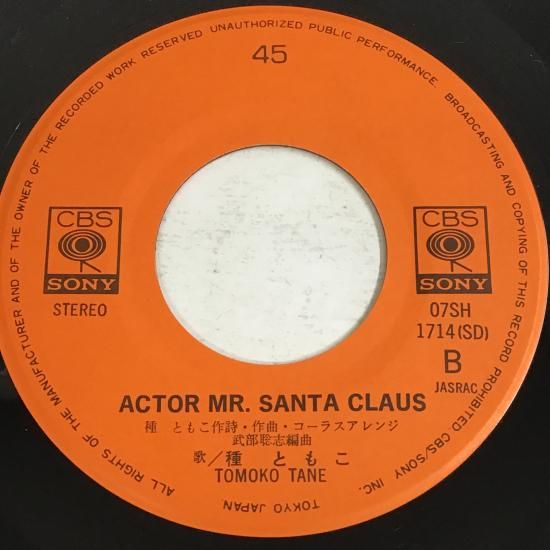 ALL RIGHTS OF THE MANUFACTURER AND OF THE OWNER OF THE RECORDED WORK RESERVED UNAUTHORIZED PUBLIC PERFORMANCE. BROADCASTING AND COPYING OF THIS RECORD PROHIBITED CBS/SONY INC.
TOKYO JAPAN
45
CBS
SONY
STEREO
CBS
SONY
07SH
1714(SD)
B
JASRAC
ACTOR MR. SANTA CLAUS
種 ともこ作詩・作曲・コーラスアレンジ
武部聡志編曲
歌/種 ともこ
TOMOKO TANE